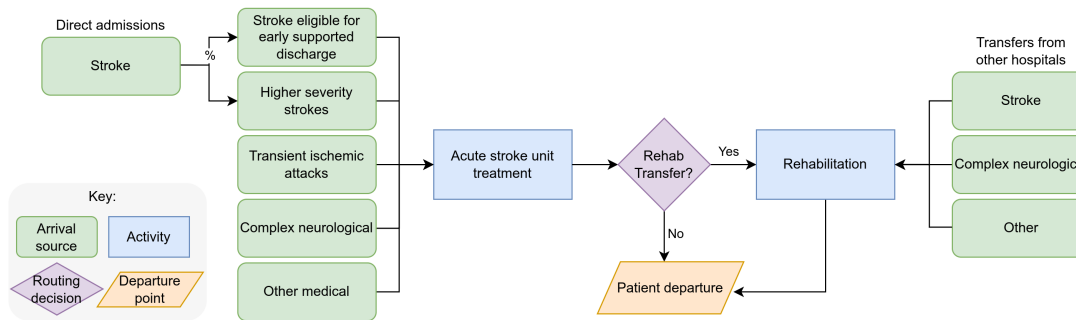 Direct admissions
Stroke
%
Stroke eligible for
early supported
discharge
Higher severity
strokes
Transient ischemic
attacks
Complex neurological
Other medical
Acute stroke unit
treatment
Rehab
Transfer?
Yes
No
Rehabilitation
Patient departure
Transfers from
other hospitals
Stroke
Complex neurologic
Other
Key:
Arrival
source
Activity
Routing
decision
Departure
point